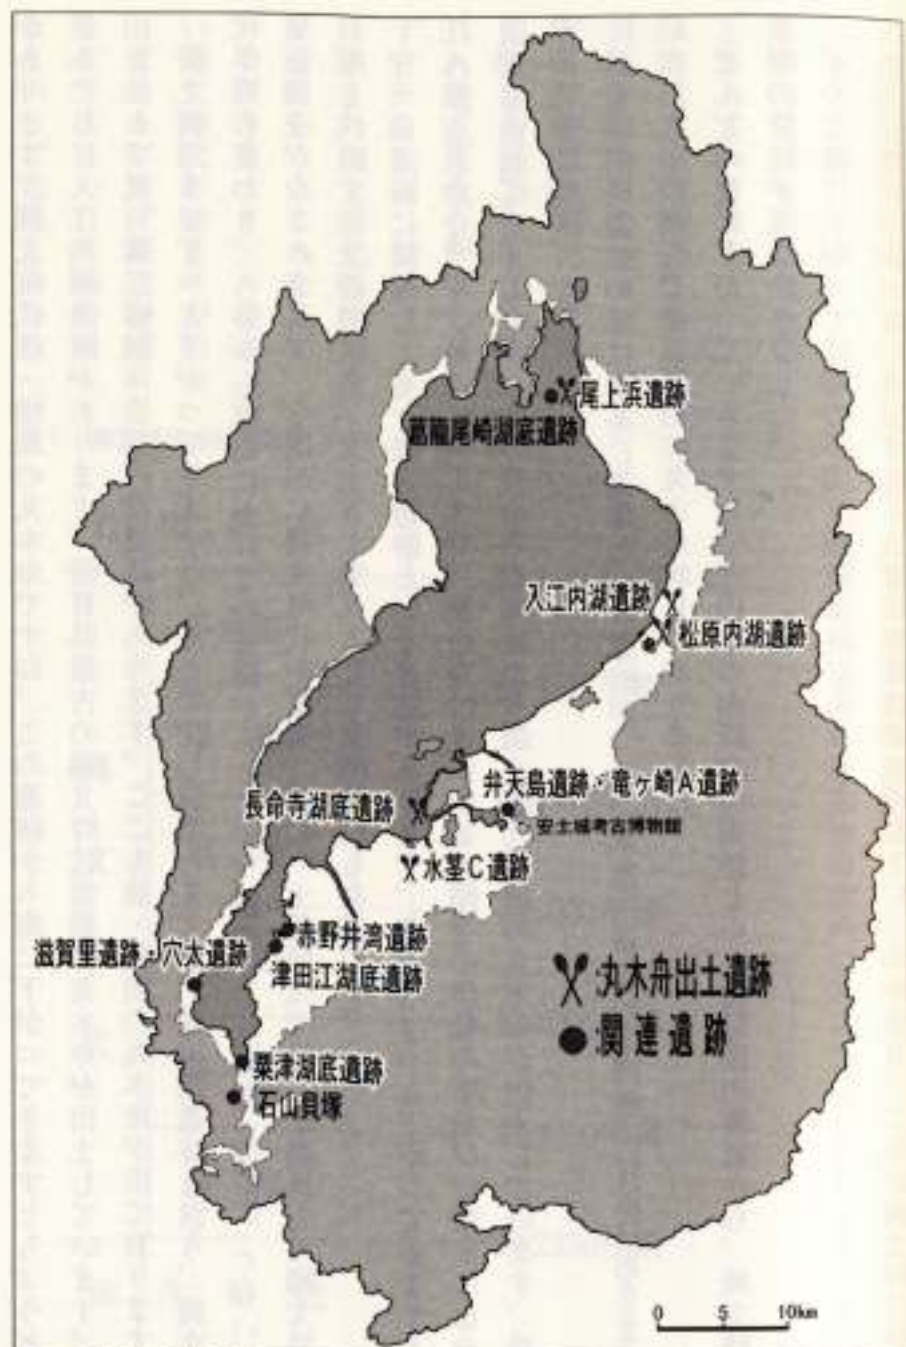 尾上浜遺跡
葛籠尾崎湖底遺跡
入江内湖遺跡
松原内湖遺跡
弁天島遺跡・竜ヶ崎A遺跡
長命寺湖底遺跡
安土城考古博物館
水茎C遺跡
赤野井湾遺跡
滋賀里遺跡・穴太遺跡
津田江湖底遺跡
:丸木舟出土遺跡
:関連遺跡
粟津湖底遺跡
石山貝塚
0 5 10km